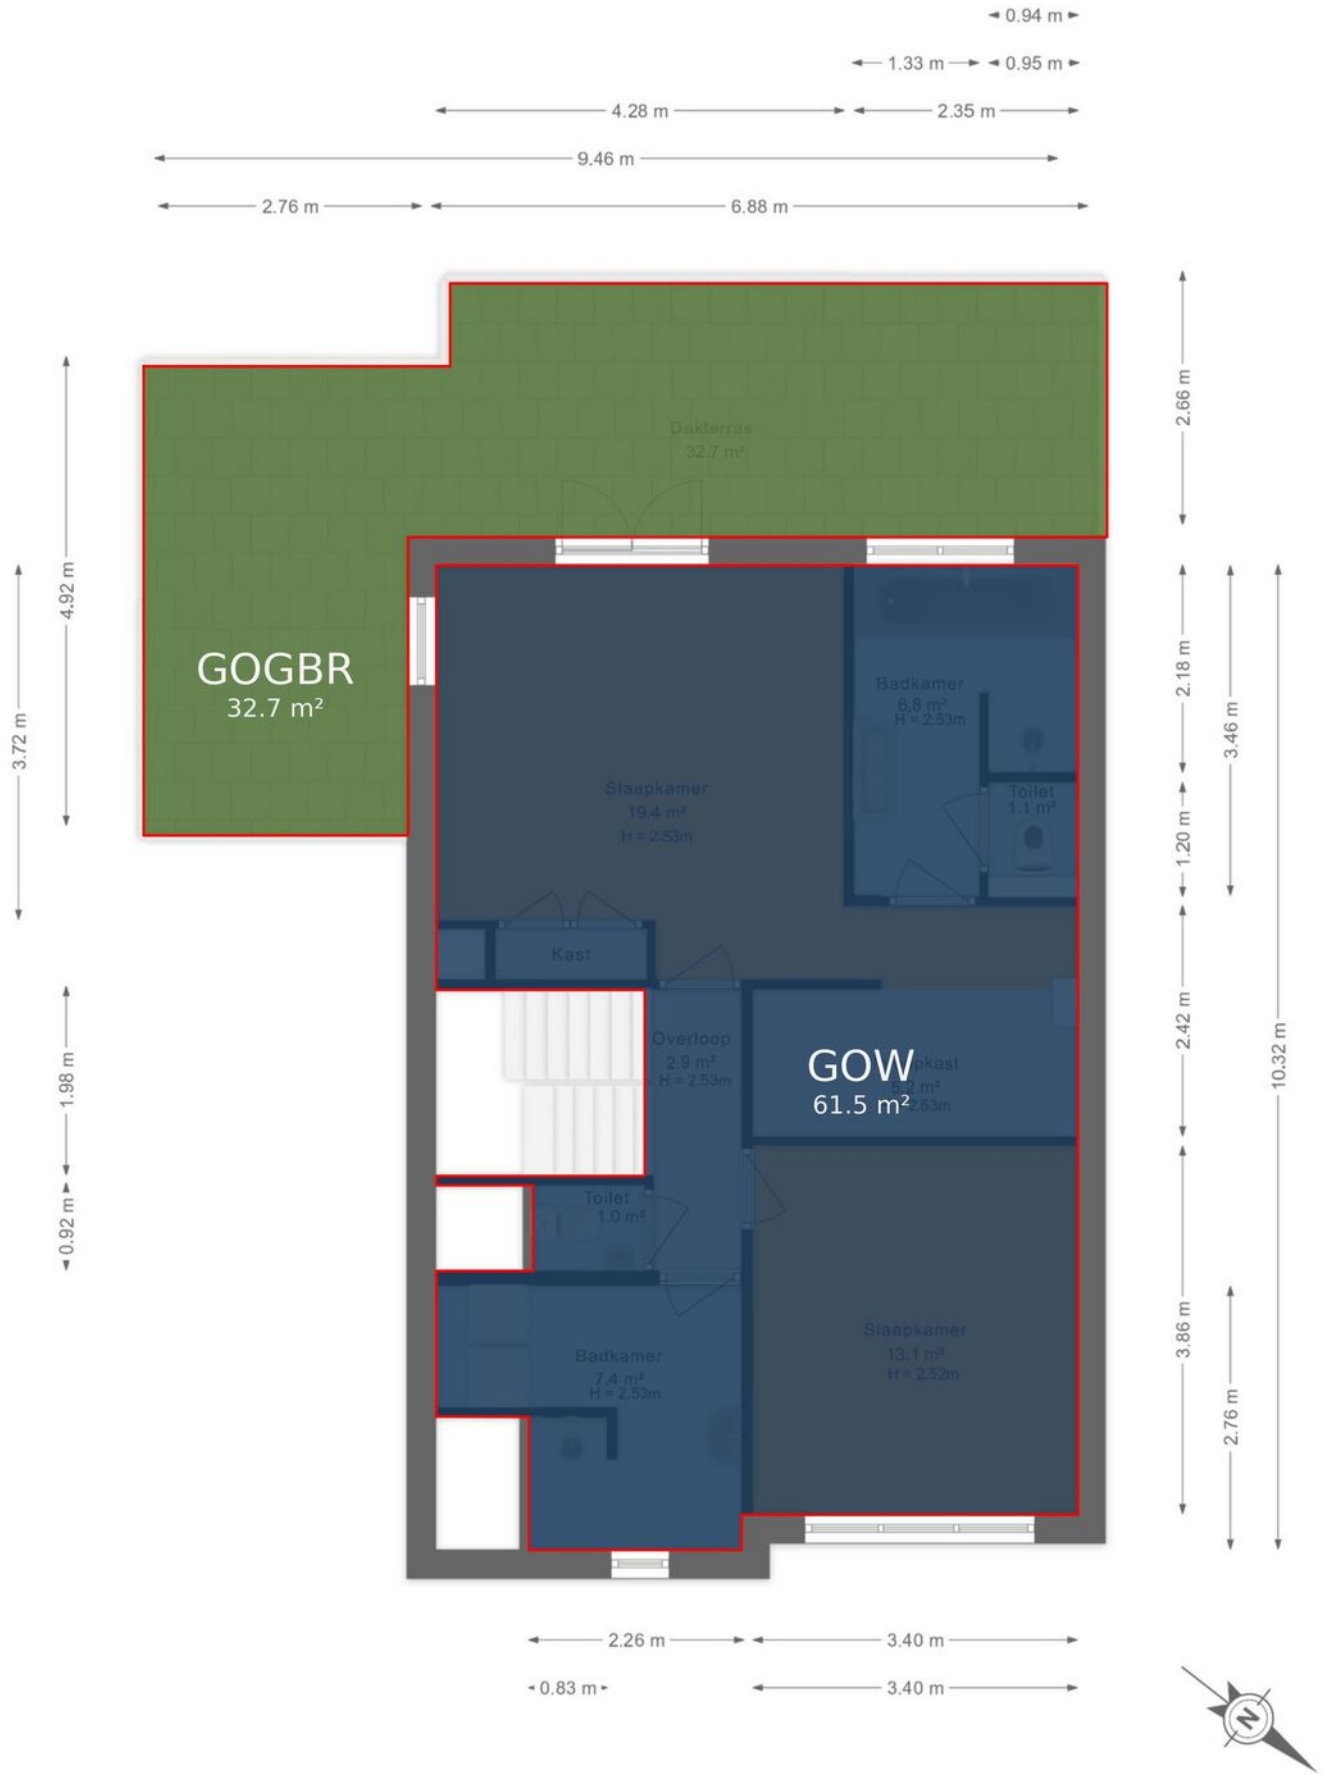 0.94 m
1.33 m
0.95 m
4.28 m
2.35 m
9.46 m
2.76 m
6.88 m
2.66 m
4.92 m
3.72 m
Dakterras
32.7 m²
GOGBR
32.7 m²
2.18 m
3.46 m
Badkamer
6.8 m²
H = 2.53m
Slaapkamer
19.4 m²
H = 2.53m
Toilet
1.1 m²
1.20 m
Kast
2.42 m
10.32 m
1.98 m
Overloop
2.9 m²
H = 2.53m
GOW
61.5 m²
0.92 m
Toilet
1.0 m²
3.86 m
Slaapkamer
13.1 m²
H = 2.52m
Badkamer
7.4 m²
H = 2.53m
2.76 m
2.26 m
3.40 m
0.83 m
3.40 m
N